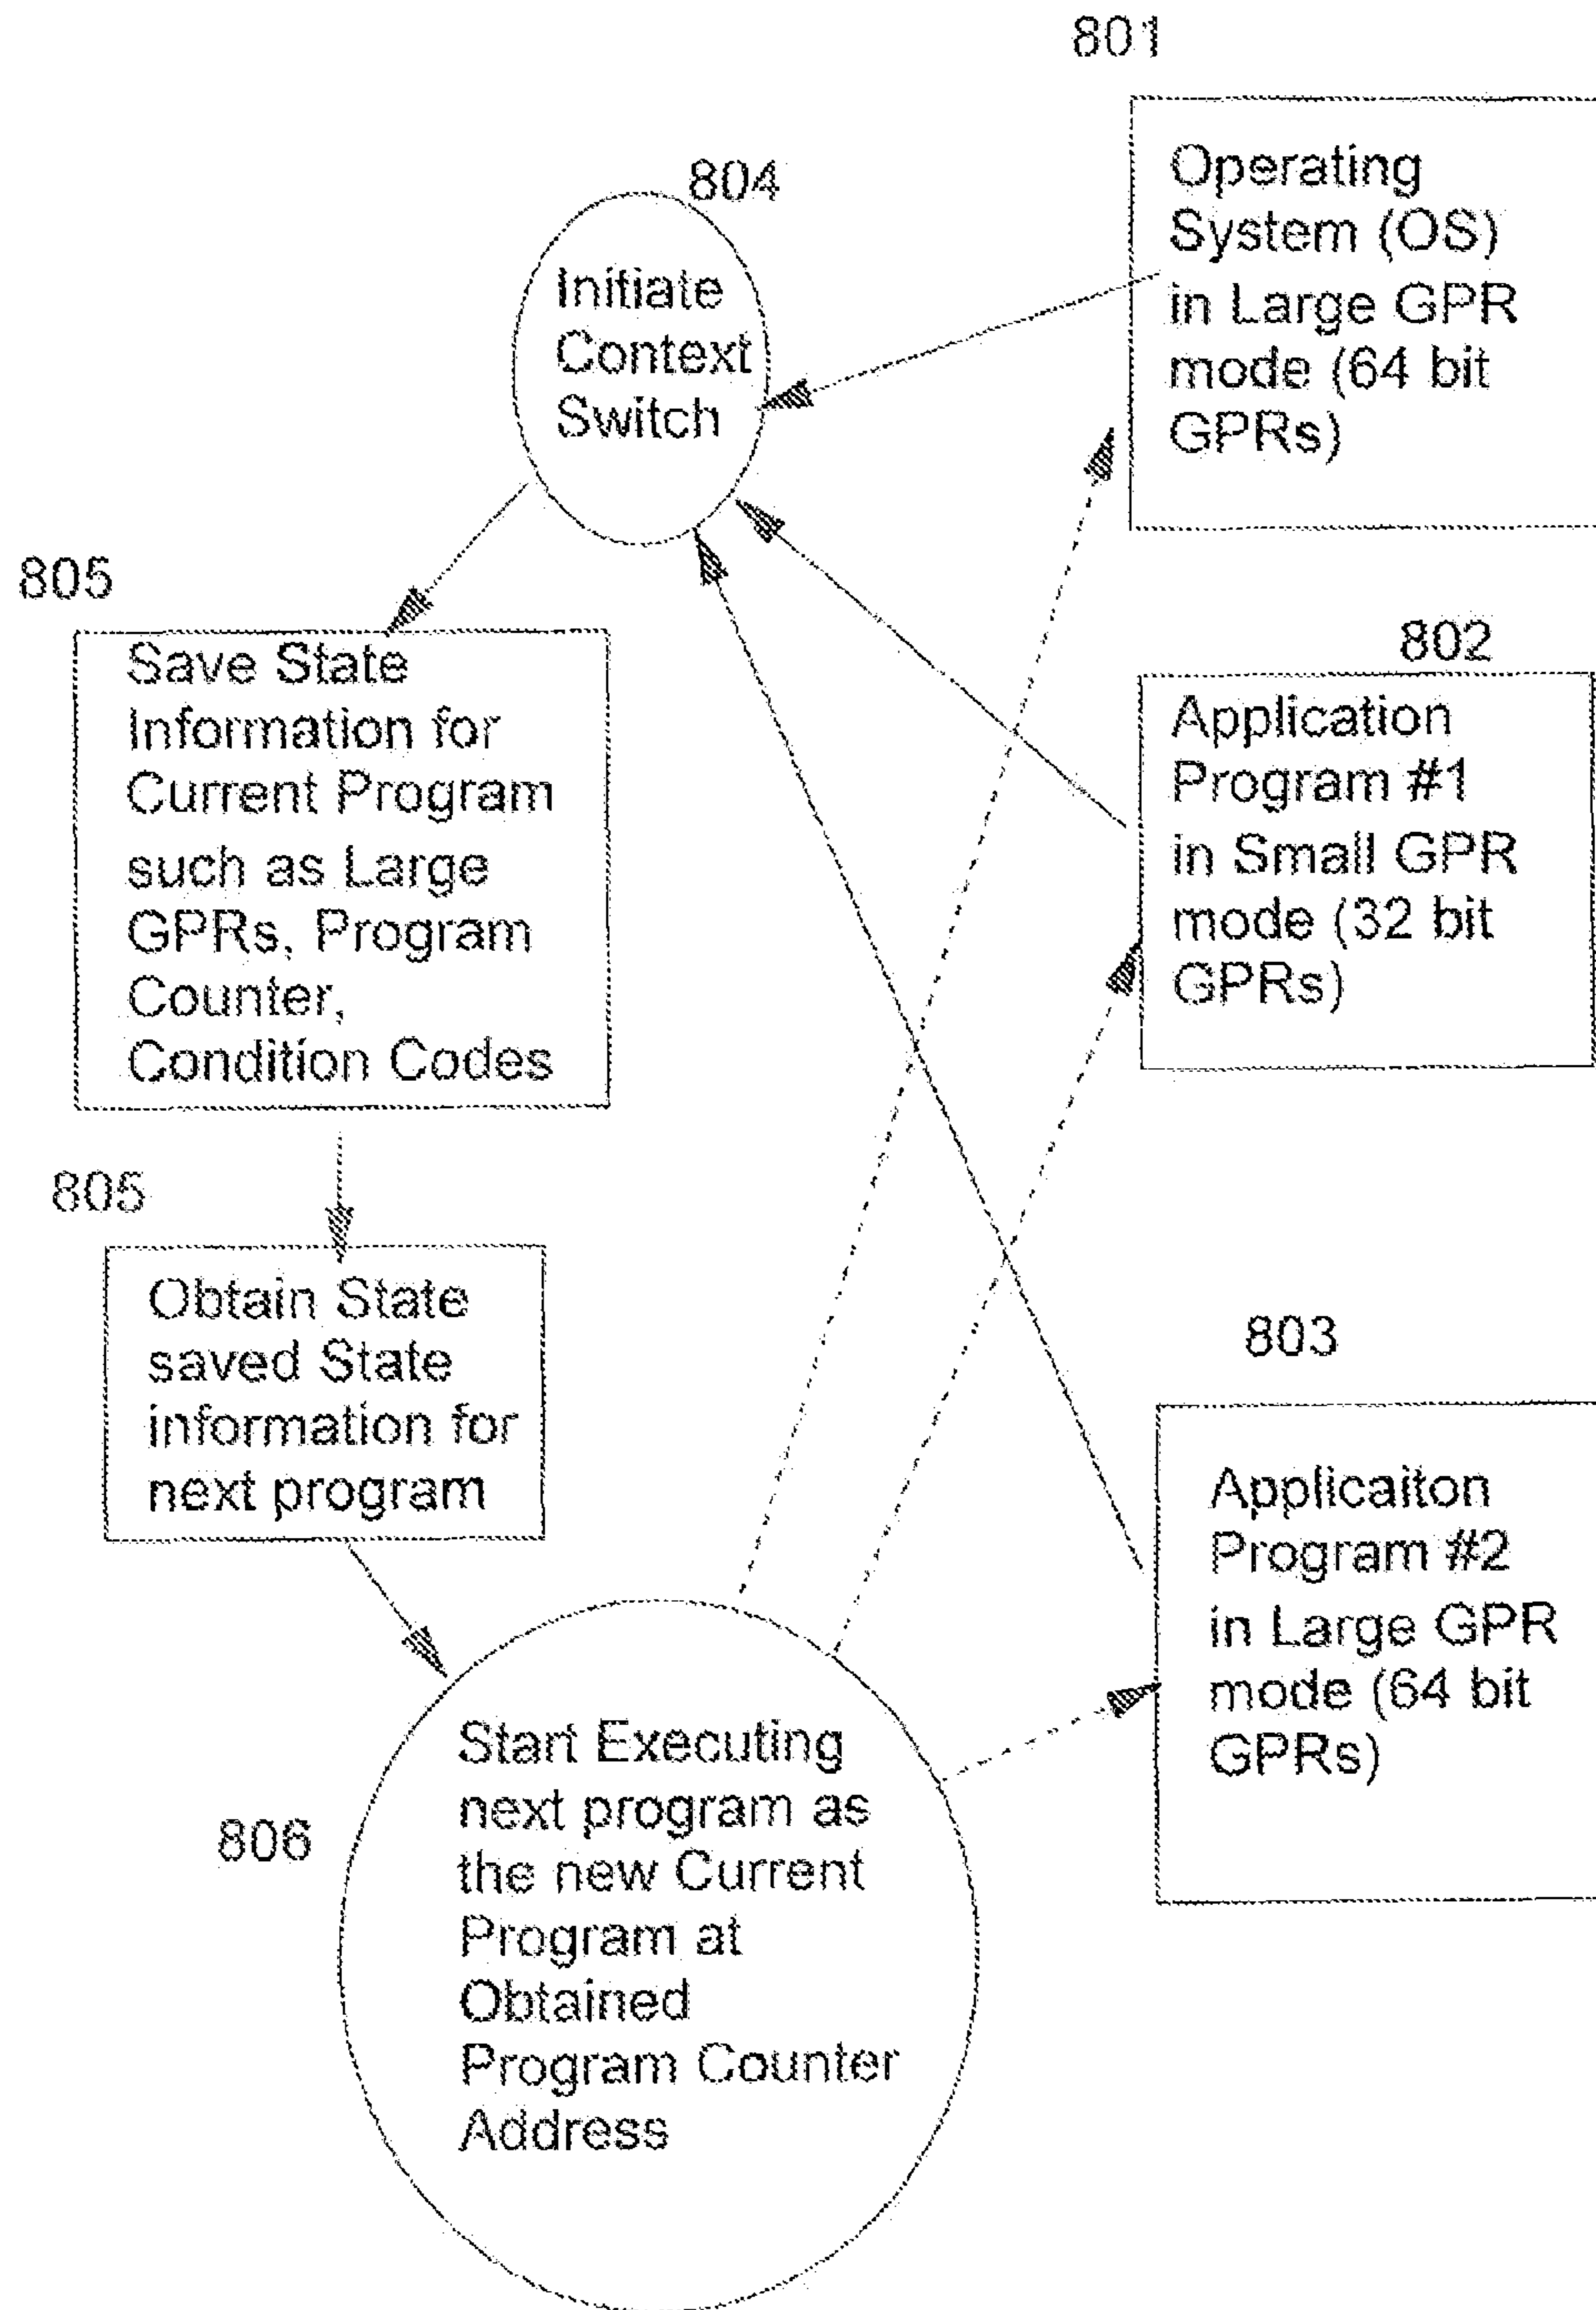 801
Operating
System (OS)
in Large GPR
mode (64 bit
GPRs)
804
Initiate
Context
Switch
805
Save State
Information for
Current Program
such as Large
GPRs, Program
Counter,
Condition Codes
802
Application
Program #1
in Small GPR
mode (32 bit
GPRs)
805
Obtain State
saved State
information for
next program
803
Applicaiton
Program #2
in Large GPR
mode (64 bit
GPRs)
806
Start Executing
next program as
the new Current
Program at
Obtained
Program Counter
Address